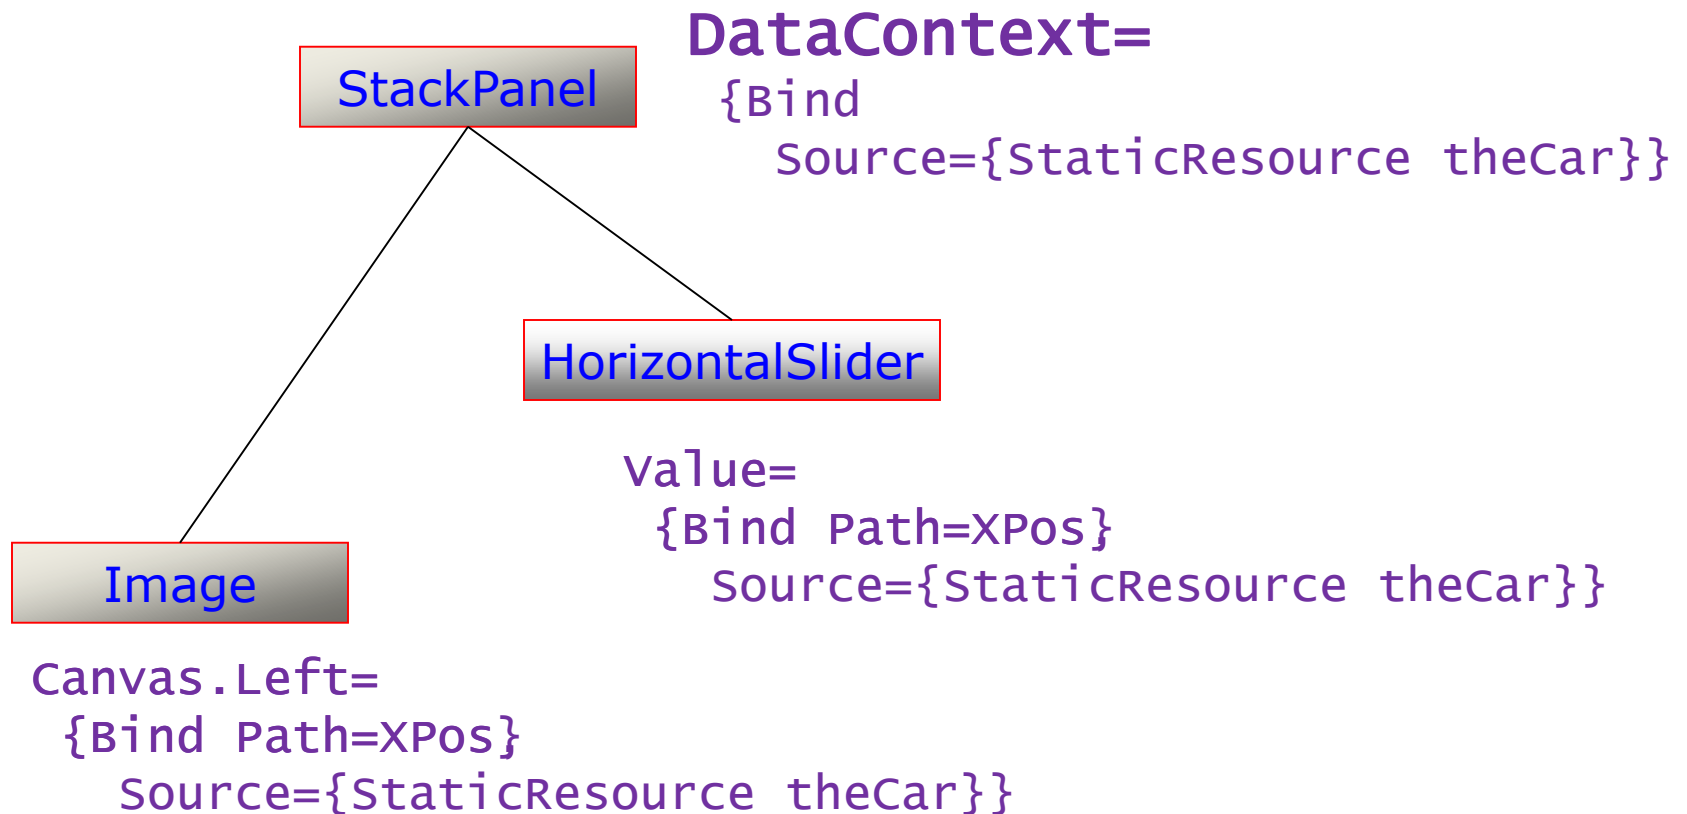 DataContext=
{Bind
Source={StaticResource theCar}}
StackPanel
HorizontalSlider
Value=
{Bind Path=XPos}
Source={StaticResource theCar}}
Image
Canvas.Left=
{Bind Path=XPos}
Source={StaticResource theCar}}